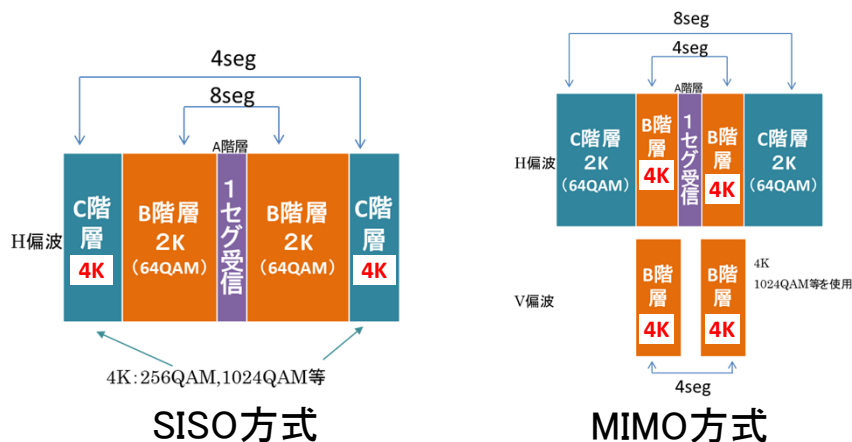 4seg
8seg
A階層
H偏波
C階
層
4K
B階層
2K
(64QAM)
1セグ受信
B階層
2K
(64QAM)
C階
層
4K
4K:256QAM,1024QAM等
SISO方式
8seg
4seg
A階層
H偏波
C階層
2K
(64QAM)
B階
層
4K
1セグ受信
B階
層
4K
C階層
2K
(64QAM)
V偏波
B階
層
4K
B階
層
4K
4K
1024QAM等を使用
4seg
MIMO方式